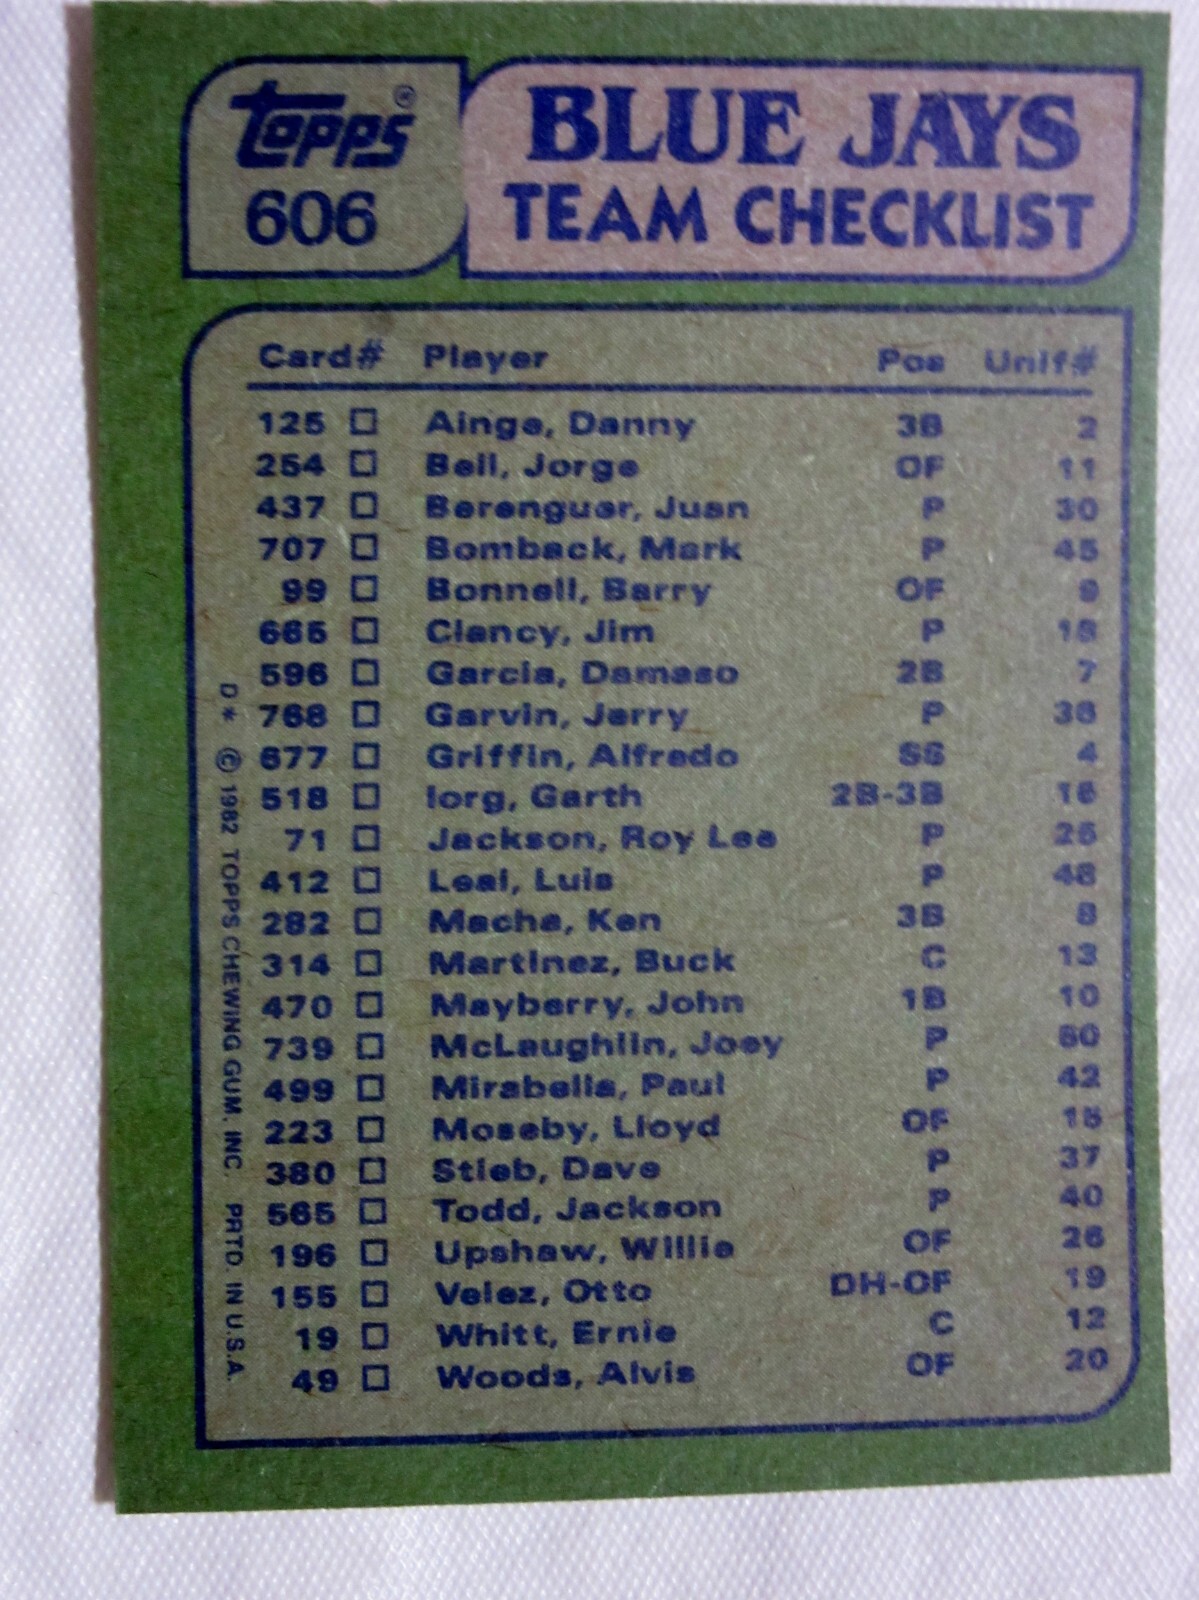 Topps®
606
BLUE JAYS
TEAM CHECKLIST
Card# Player Pos Unif#
125 Ainge, Danny 3B 2
254 Bell, Jorge OF 11
437 Berenguer, Juan P 30
707 Bomback, Mark P 45
99 Bonnell, Barry OF 9
665 Clancy, Jim P 18
596 Garcia, Damaso 2B 7
768 Garvin, Jerry P 36
677 Griffin, Alfredo SS 4
518 Iorg, Garth 2B-3B 16
71 Jackson, Roy Lee P 25
412 Leal, Luis P 48
282 Macha, Ken 3B 8
314 Martinez, Buck C 13
470 Mayberry, John 1B 10
739 McLaughlin, Joey P 50
499 Mirabella, Paul P 42
223 Moseby, Lloyd OF 15
380 Stieb, Dave P 37
565 Todd, Jackson P 40
196 Upshaw, Willie OF 26
155 Velez, Otto DH-OF 19
19 Whitt, Ernie C 12
49 Woods, Alvis OF 20
D* © 1982 TOPPS CHEWING GUM, INC. PRTD. IN U.S.A.